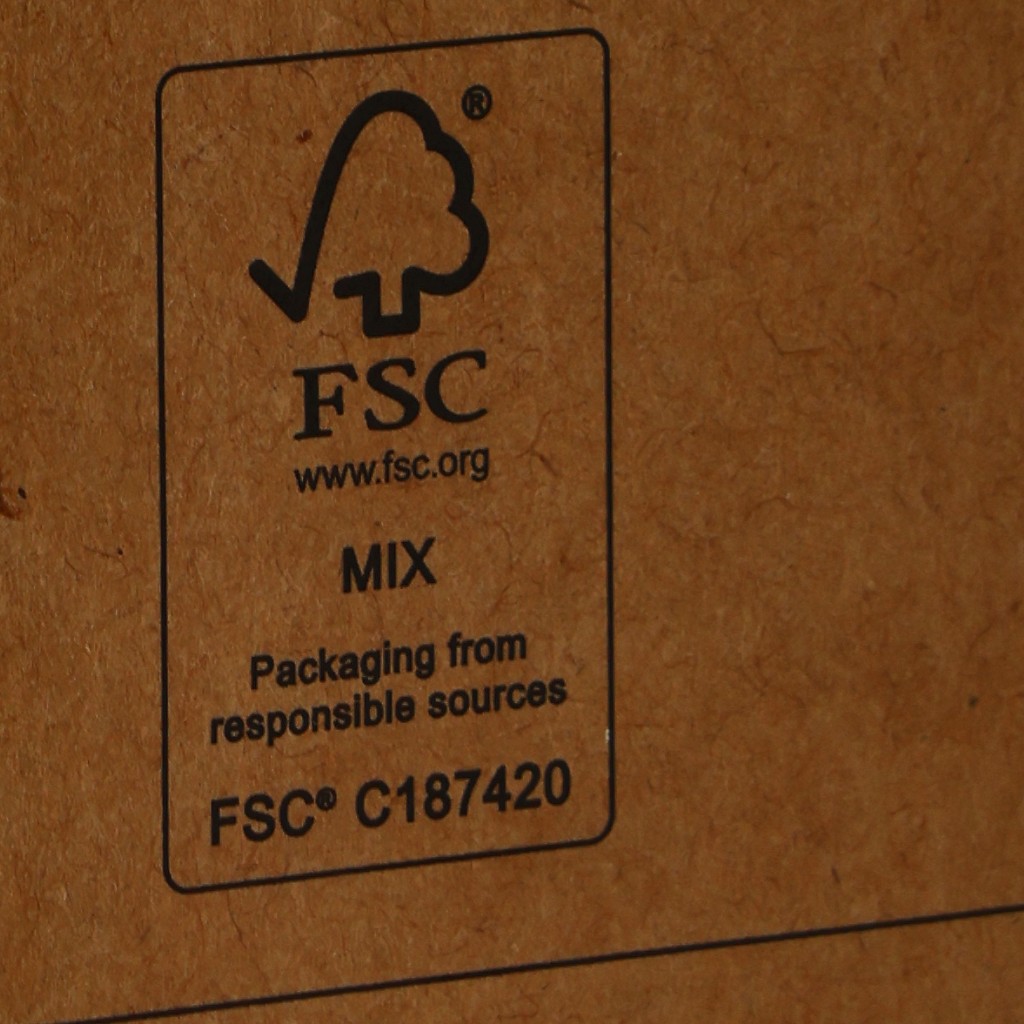 ®
FSC
www.fsc.org
MIX
Packaging from
responsible sources
FSC® C187420